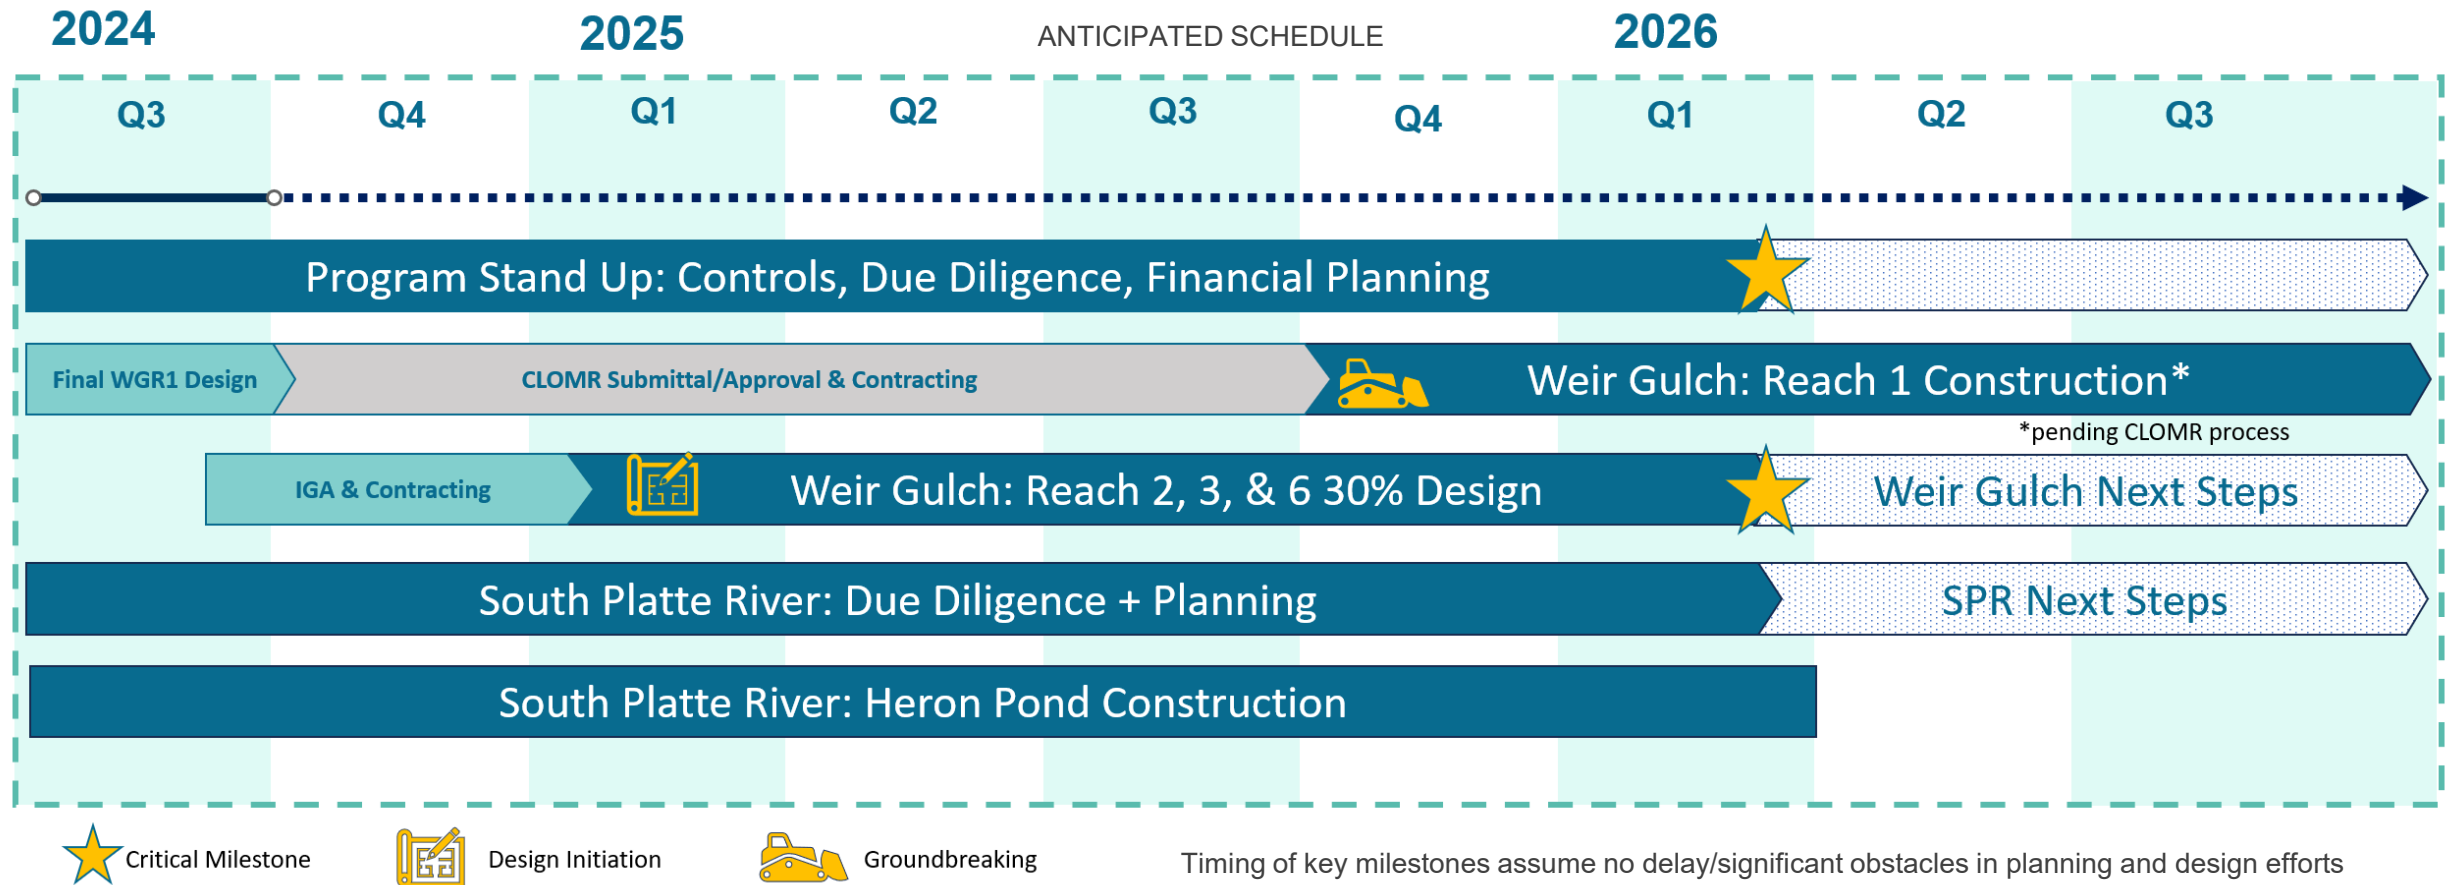 2024
2025
ANTICIPATED SCHEDULE
2026
Q3
Q4
Q1
Q2
Q3
Q4
Q1
Q2
Q3
Program Stand Up: Controls, Due Diligence, Financial Planning
Final WGR1 Design
CLOMR Submittal/Approval & Contracting
Weir Gulch: Reach 1 Construction*
*pending CLOMR process
IGA & Contracting
Weir Gulch: Reach 2, 3, & 6 30% Design
Weir Gulch Next Steps
South Platte River: Due Diligence + Planning
SPR Next Steps
South Platte River: Heron Pond Construction
Critical Milestone
Design Initiation
Groundbreaking
Timing of key milestones assume no delay/significant obstacles in planning and design efforts